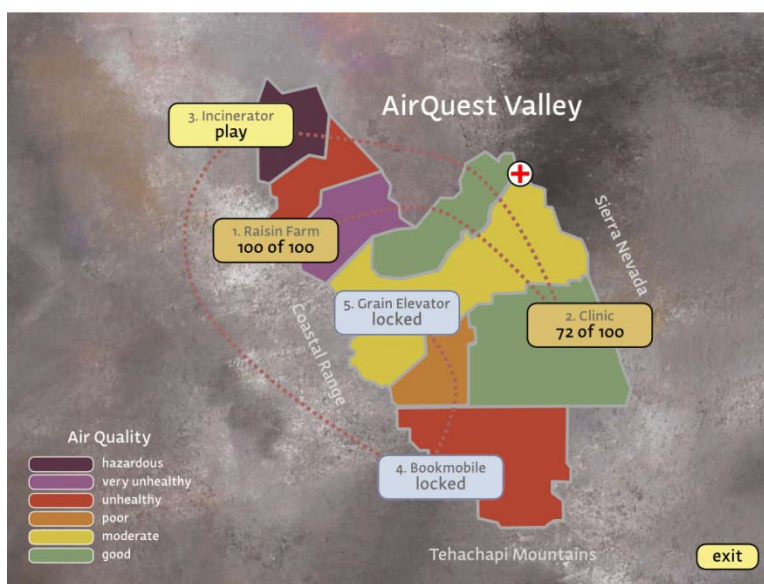 AirQuest Valley
3. Incinerator
play
1. Raisin Farm
100 of 100
Sierra Nevada
5. Grain Elevator
locked
2. Clinic
72 of 100
Coastal Range
Air Quality
hazardous
very unhealthy
unhealthy
poor
moderate
good
4. Bookmobile
locked
Tehachapi Mountains
exit